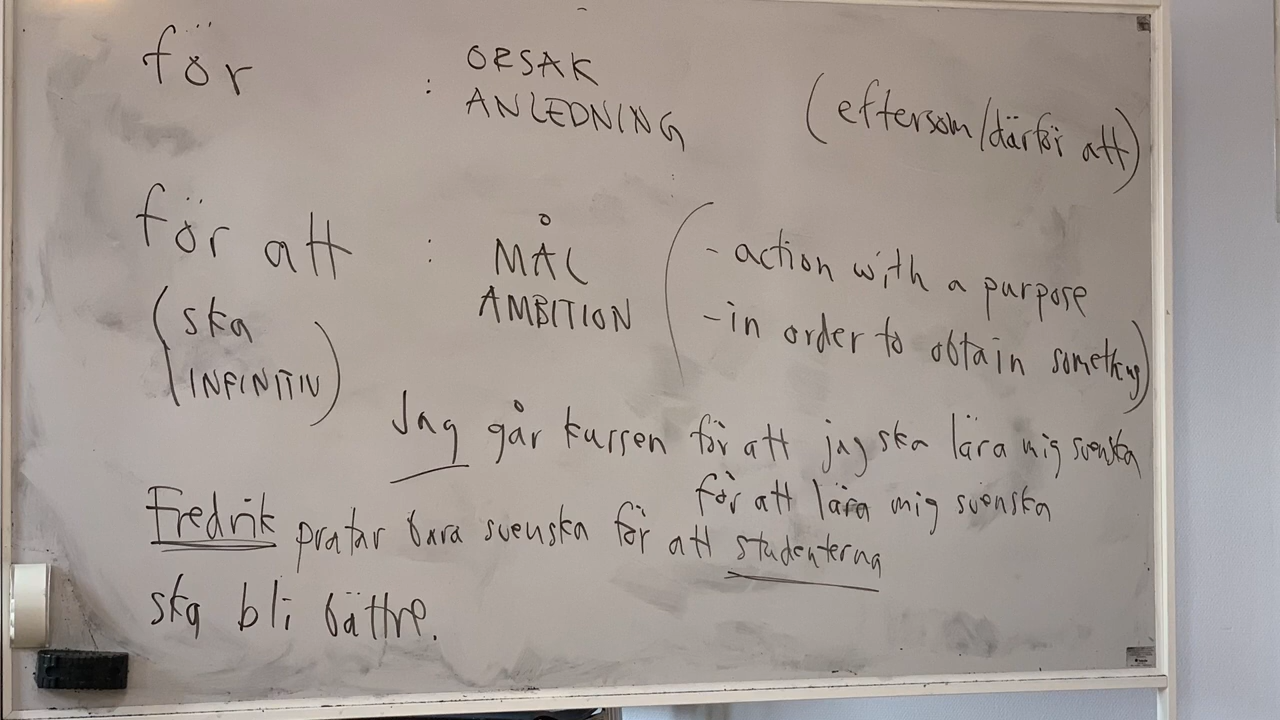 för : ORSAK (eftersom/därför att)
ANLEDNING
för att : MÅL (- action with a purpose
(ska AMBITION - in order to obtain something)
INFINITIV)
Jag går kursen för att jag ska lära mig svenska
för att lära mig svenska
Fredrik pratar bara svenska för att studenterna
ska bli bättre.